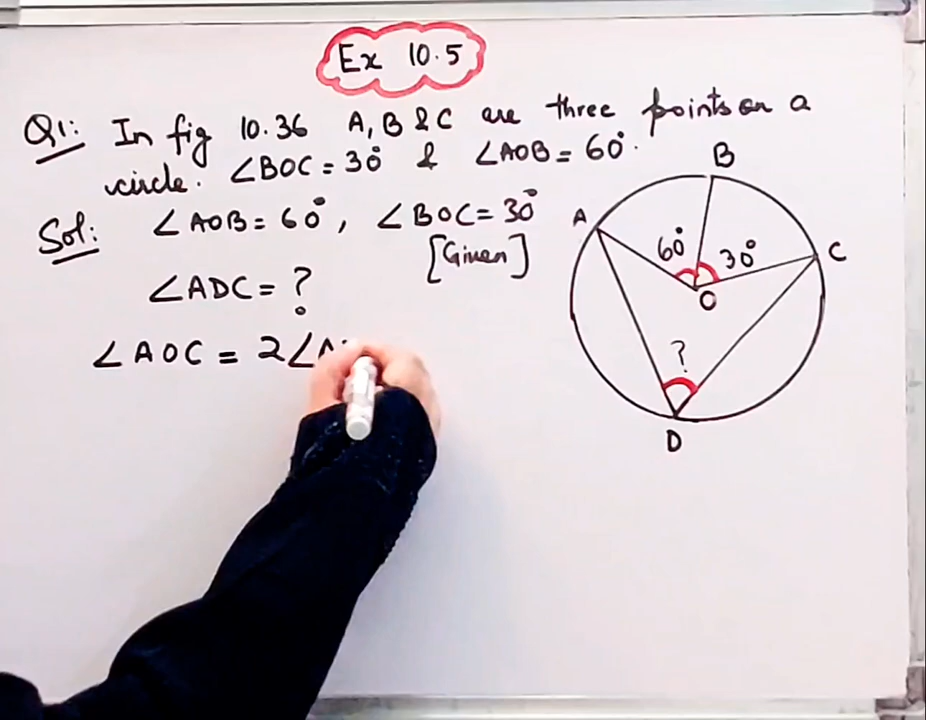 Ex 10.5
Q1: In fig 10.36 A, B & C are three points on a
circle. ∠BOC = 30° & ∠AOB = 60°.
Sol: ∠AOB = 60°, ∠BOC = 30°
[Given]
∠ADC = ?
∠AOC = 2∠A
B
A
C
60°
30°
O
?
D